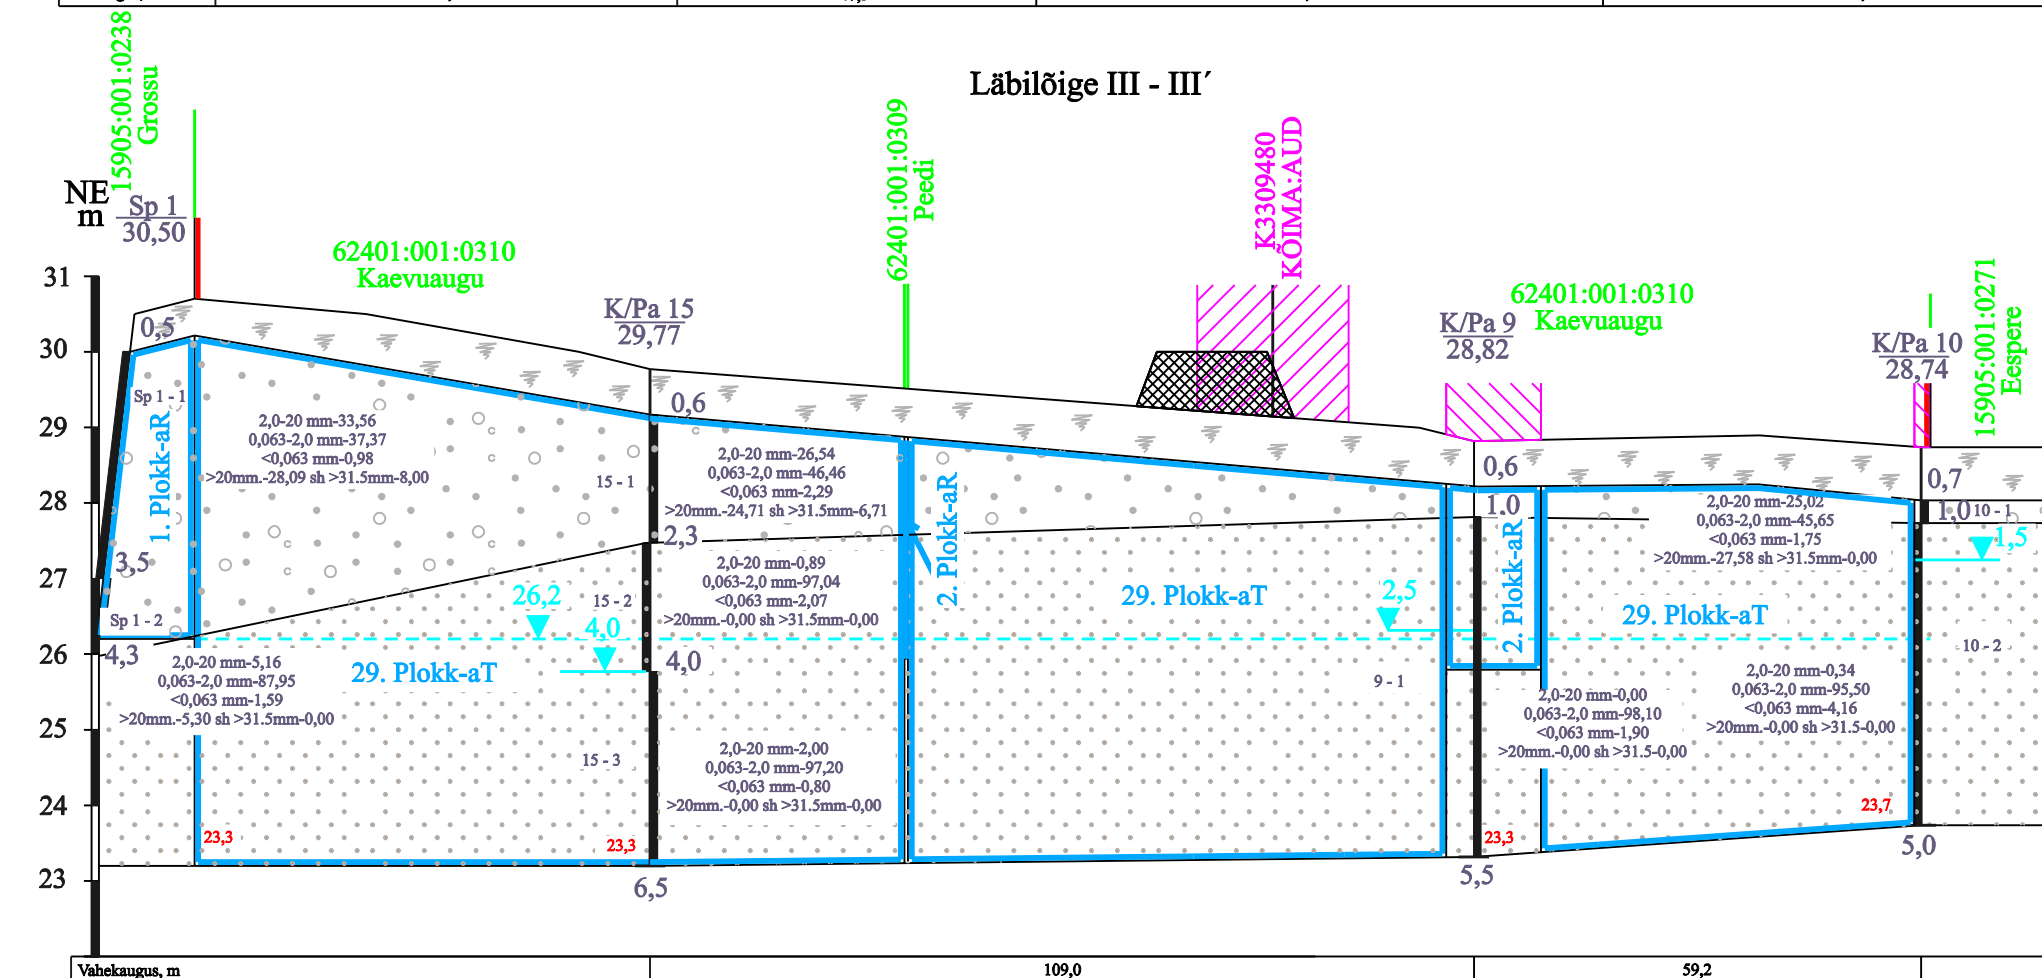 Läbilõige III - III´
15905:001:0238
Grossu
NE
m
Sp 1
30,50
62401:001:0310
Kaevuaugu
K/Pa 15
29,77
62401:001:0309
Peedi
K3309480
KÕIMA:AUD
K/Pa 9
28,82
62401:001:0310
Kaevuaugu
K/Pa 10
28,74
15905:001:0271
Eespere
31
30
29
28
27
26
25
24
23
0,5
Sp 1 - 1
1. Plokk-aR
3,5
Sp 1 - 2
4,3
2,0-20 mm-33,56
0,063-2,0 mm-37,37
<0,063 mm-0,98
>20mm.-28,09 sh >31.5mm-8,00
2,0-20 mm-5,16
0,063-2,0 mm-87,95
<0,063 mm-1,59
>20mm.-5,30 sh >31.5mm-0,00
23,3
29. Plokk-aT
26,2
15 - 1
15 - 2
4,0
15 - 3
23,3
0,6
2,0-20 mm-26,54
0,063-2,0 mm-46,46
<0,063 mm-2,29
>20mm.-24,71 sh >31.5mm-6,71
2,3
2,0-20 mm-0,89
0,063-2,0 mm-97,04
<0,063 mm-2,07
>20mm.-0,00 sh >31.5mm-0,00
4,0
2,0-20 mm-2,00
0,063-2,0 mm-97,20
<0,063 mm-0,80
>20mm.-0,00 sh >31.5mm-0,00
6,5
2. Plokk-aR
29. Plokk-aT
2,5
9 - 1
0,6
1,0
2. Plokk-aR
2,0-20 mm-0,00
0,063-2,0 mm-98,10
<0,063 mm-1,90
>20mm.-0,00 sh >31.5-0,00
23,3
5,5
2,0-20 mm-25,02
0,063-2,0 mm-45,65
<0,063 mm-1,75
>20mm.-27,58 sh >31.5mm-0,00
29. Plokk-aT
2,0-20 mm-0,34
0,063-2,0 mm-95,50
<0,063 mm-4,16
>20mm.-0,00 sh >31.5-0,00
23,7
0,7
1,0
10 - 1
1,5
10 - 2
5,0
Vahekaugus, m
109,0
59,2